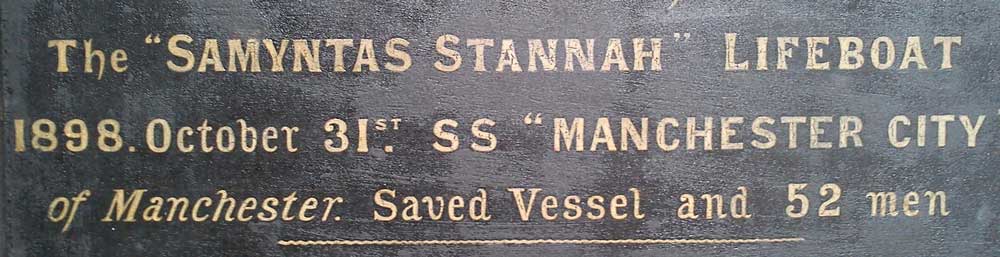 The "SAMYNTAS STANNAH" LIFEBOAT
1898. October 31ST. SS "MANCHESTER CITY
of Manchester. Saved Vessel and 52 men